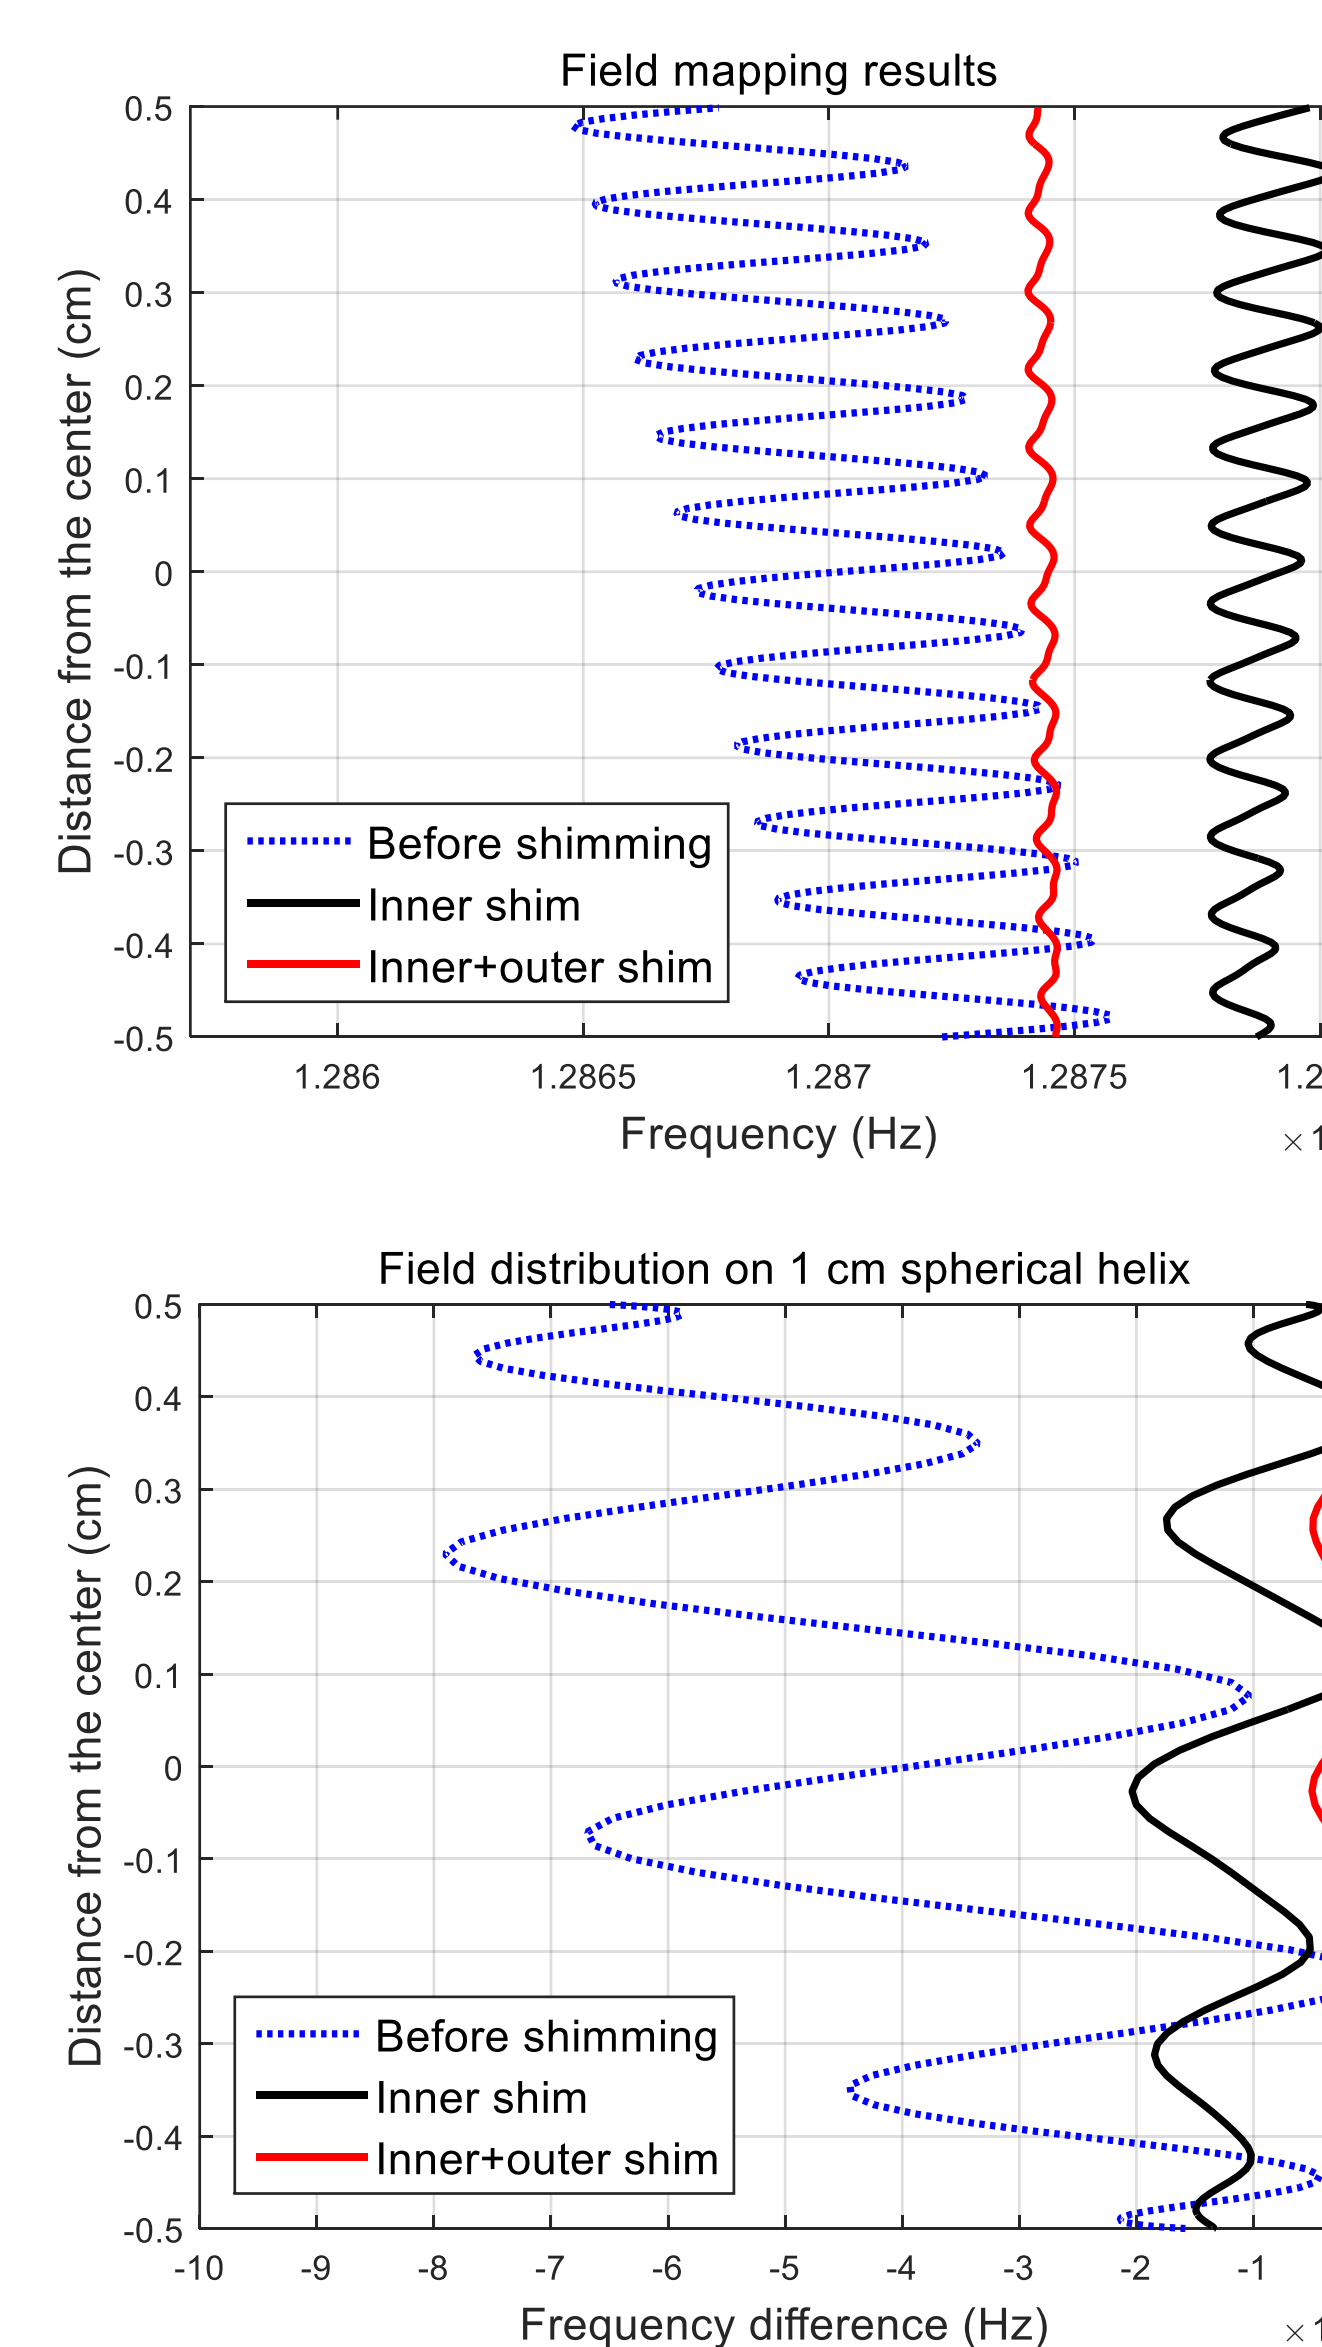 Field mapping results
0.5
0.4
0.3
0.2
0.1
0
-0.1
-0.2
-0.3
-0.4
-0.5
Distance from the center (cm)
Before shimming
Inner shim
Inner+outer shim
1.286 1.2865 1.287 1.2875
Frequency (Hz)
Field distribution on 1 cm spherical helix
0.5
0.4
0.3
0.2
0.1
0
-0.1
-0.2
-0.3
-0.4
-0.5
Distance from the center (cm)
Before shimming
Inner shim
Inner+outer shim
-10 -9 -8 -7 -6 -5 -4 -3 -2 -1
Frequency difference (Hz)